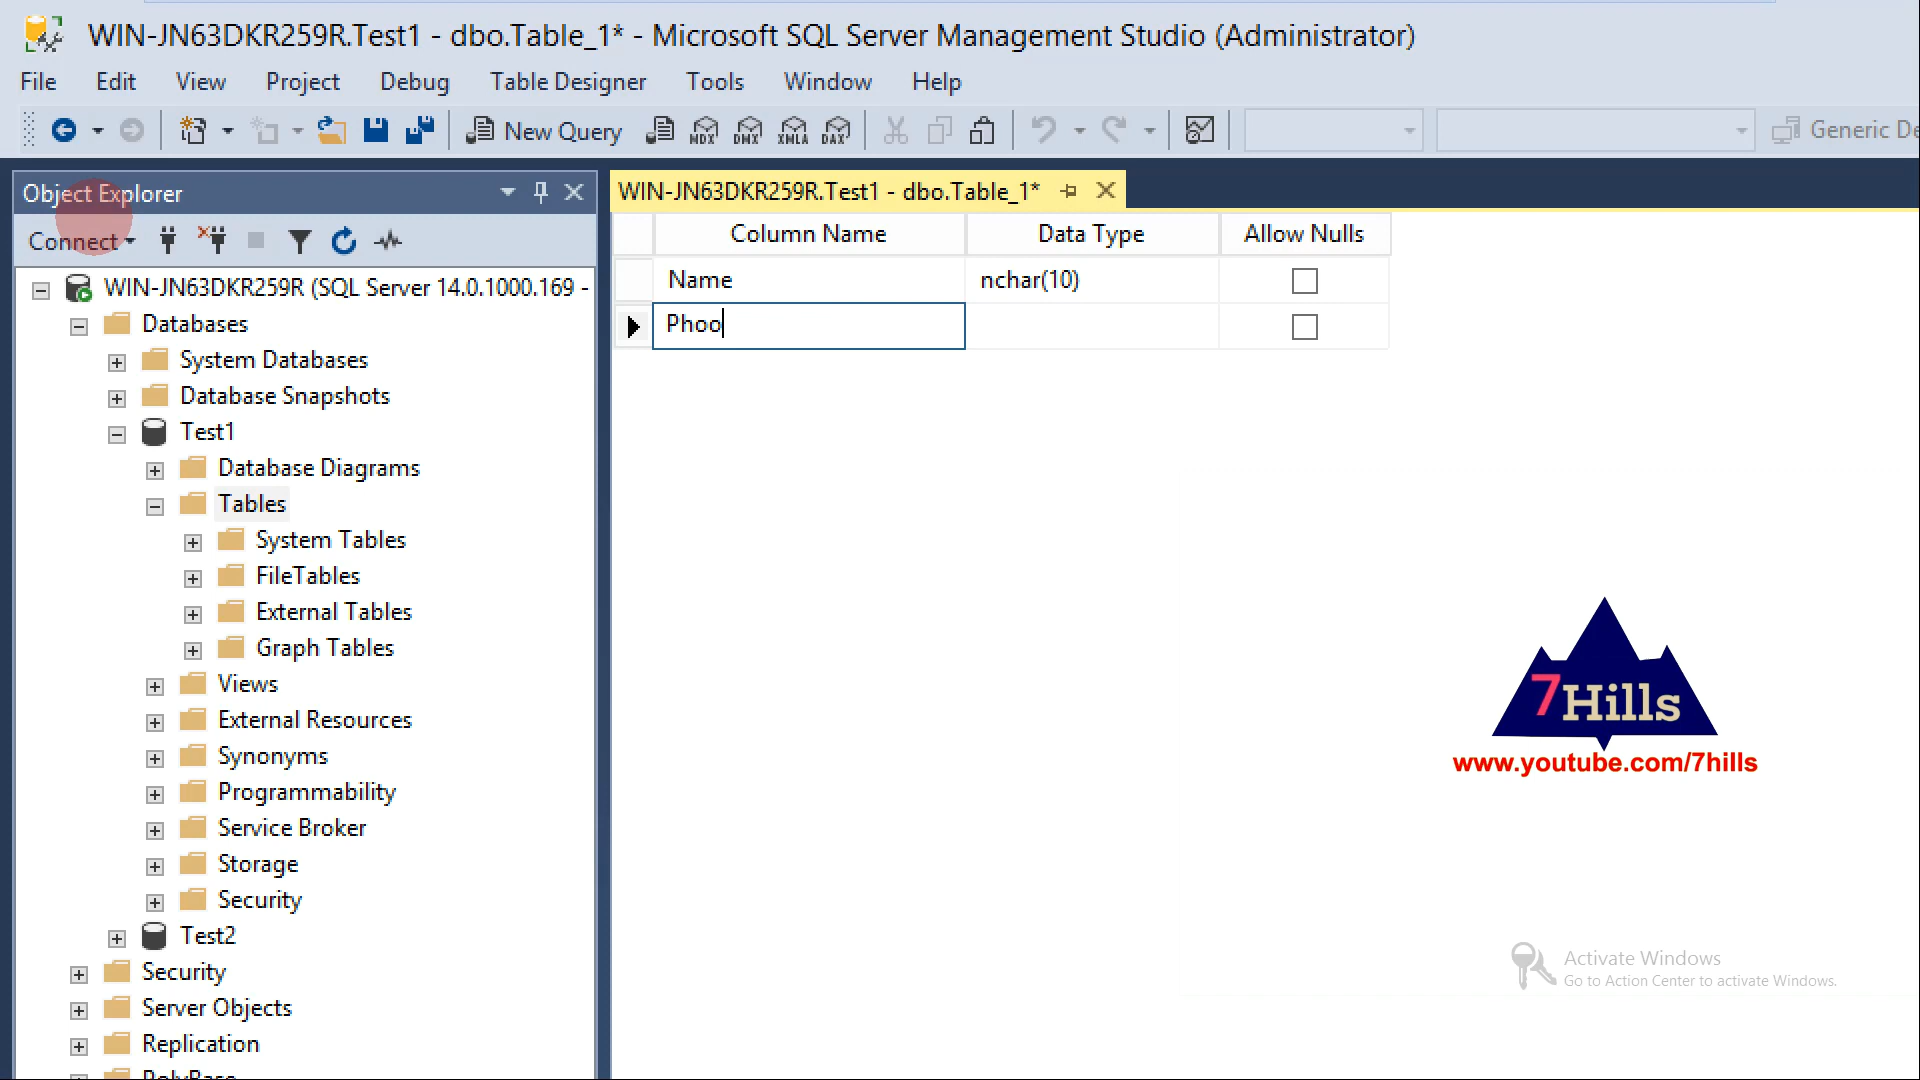 WIN-JN63DKR259R.Test1 - dbo.Table_1* - Microsoft SQL Server Management Studio (Administrator)
File Edit View Project Debug Table Designer Tools Window Help
New Query MDX DMX XMLA DAX Generic De
Object Explorer
WIN-JN63DKR259R.Test1 - dbo.Table_1*
Connect
Column Name Data Type Allow Nulls
Name nchar(10)
Phoo
WIN-JN63DKR259R (SQL Server 14.0.1000.169 -
Databases
System Databases
Database Snapshots
Test1
Database Diagrams
Tables
System Tables
FileTables
External Tables
Graph Tables
Views
External Resources
Synonyms
Programmability
Service Broker
Storage
Security
Test2
Security
Server Objects
Replication
PolyBase
7Hills
www.youtube.com/7hills
Activate Windows
Go to Action Center to activate Windows.